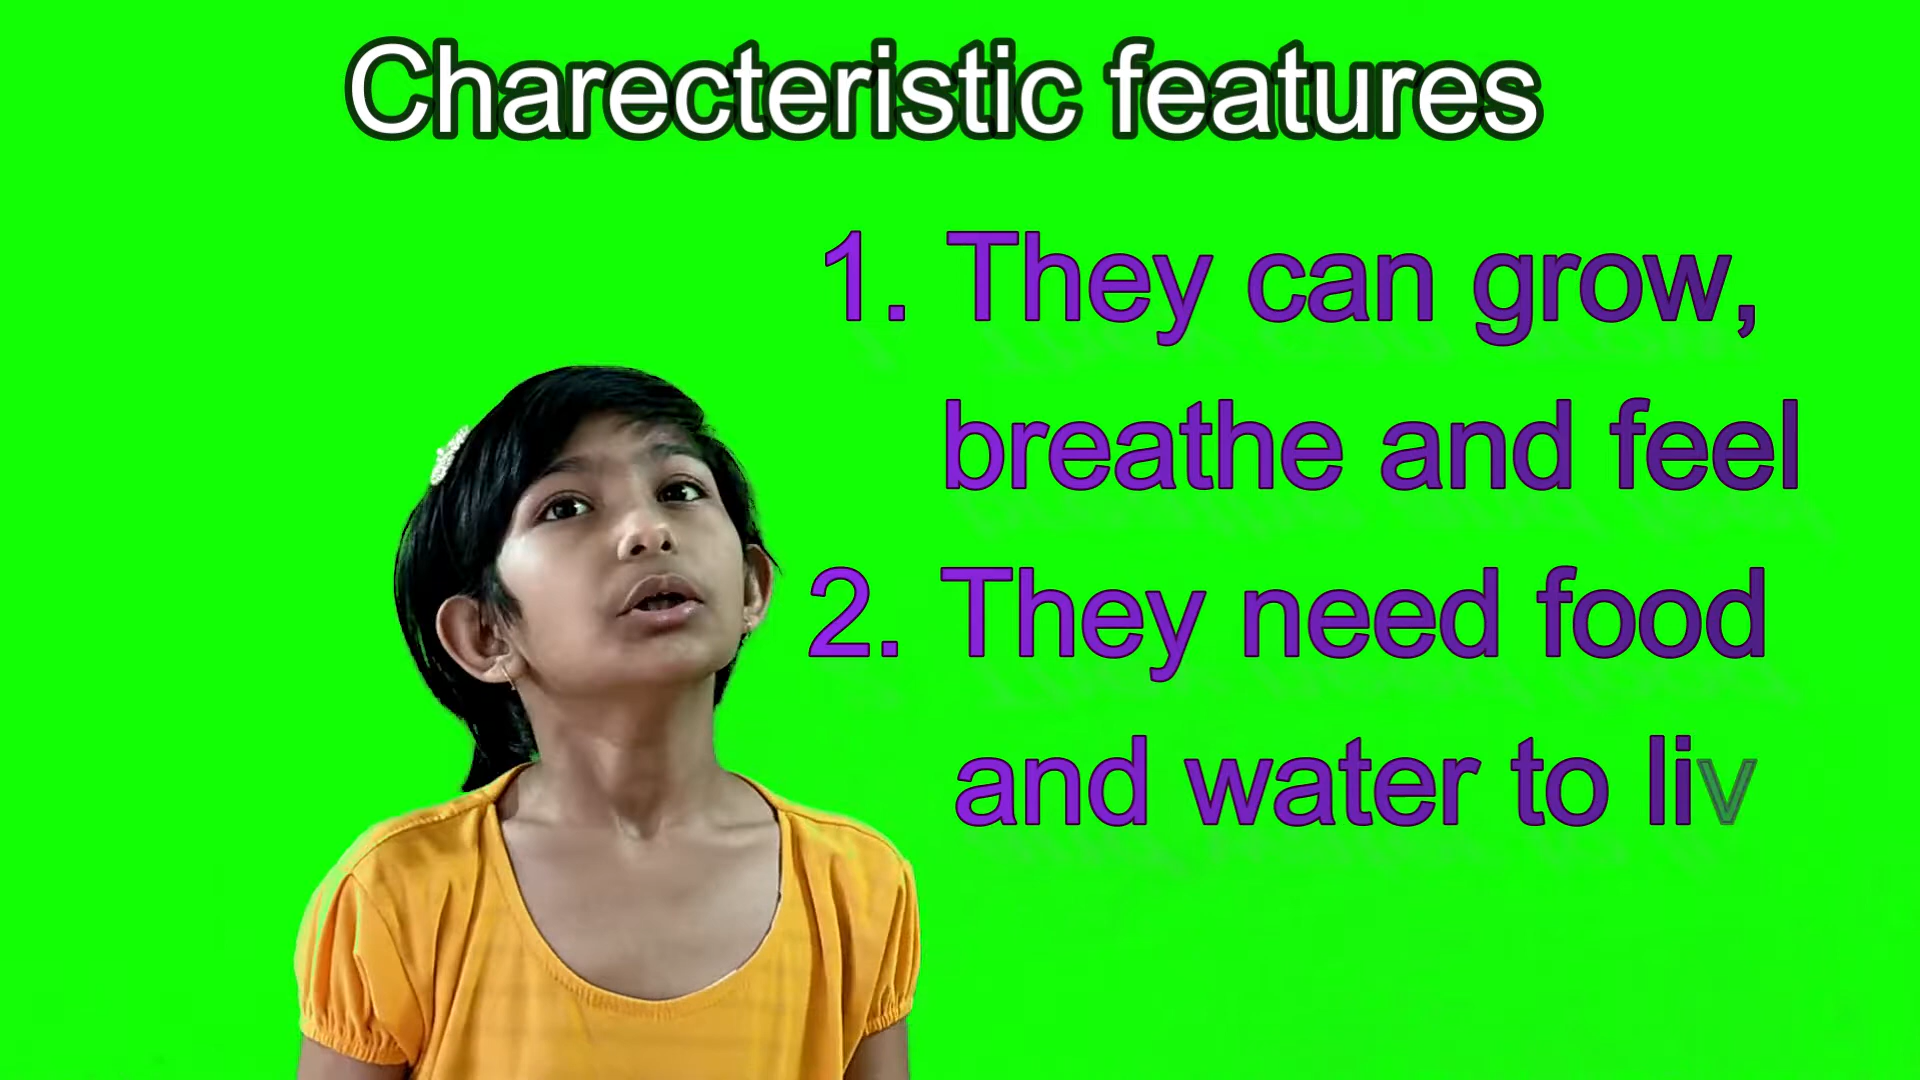 Charecteristic features
1. They can grow,
breathe and feel
2. They need food
and water to liv